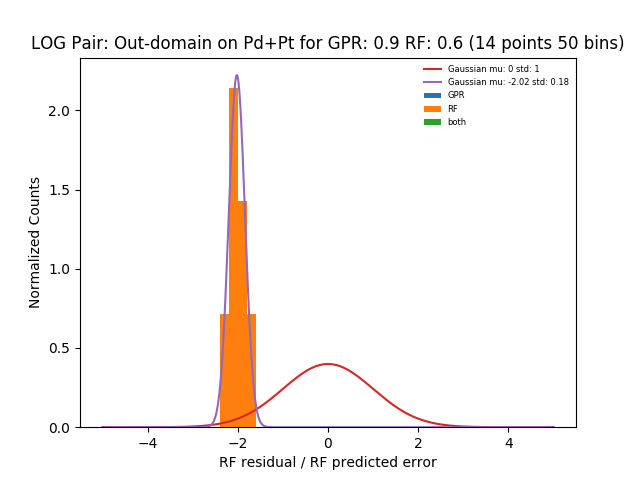 LOG Pair: Out-domain on Pd+Pt for GPR: 0.9 RF: 0.6 (14 points 50 bins)
Gaussian mu: 0 std: 1
Gaussian mu: -2.02 std: 0.18
GPR
RF
both
Normalized Counts
2.0
1.5
1.0
0.5
0.0
−4 −2 0 2 4
RF residual / RF predicted error